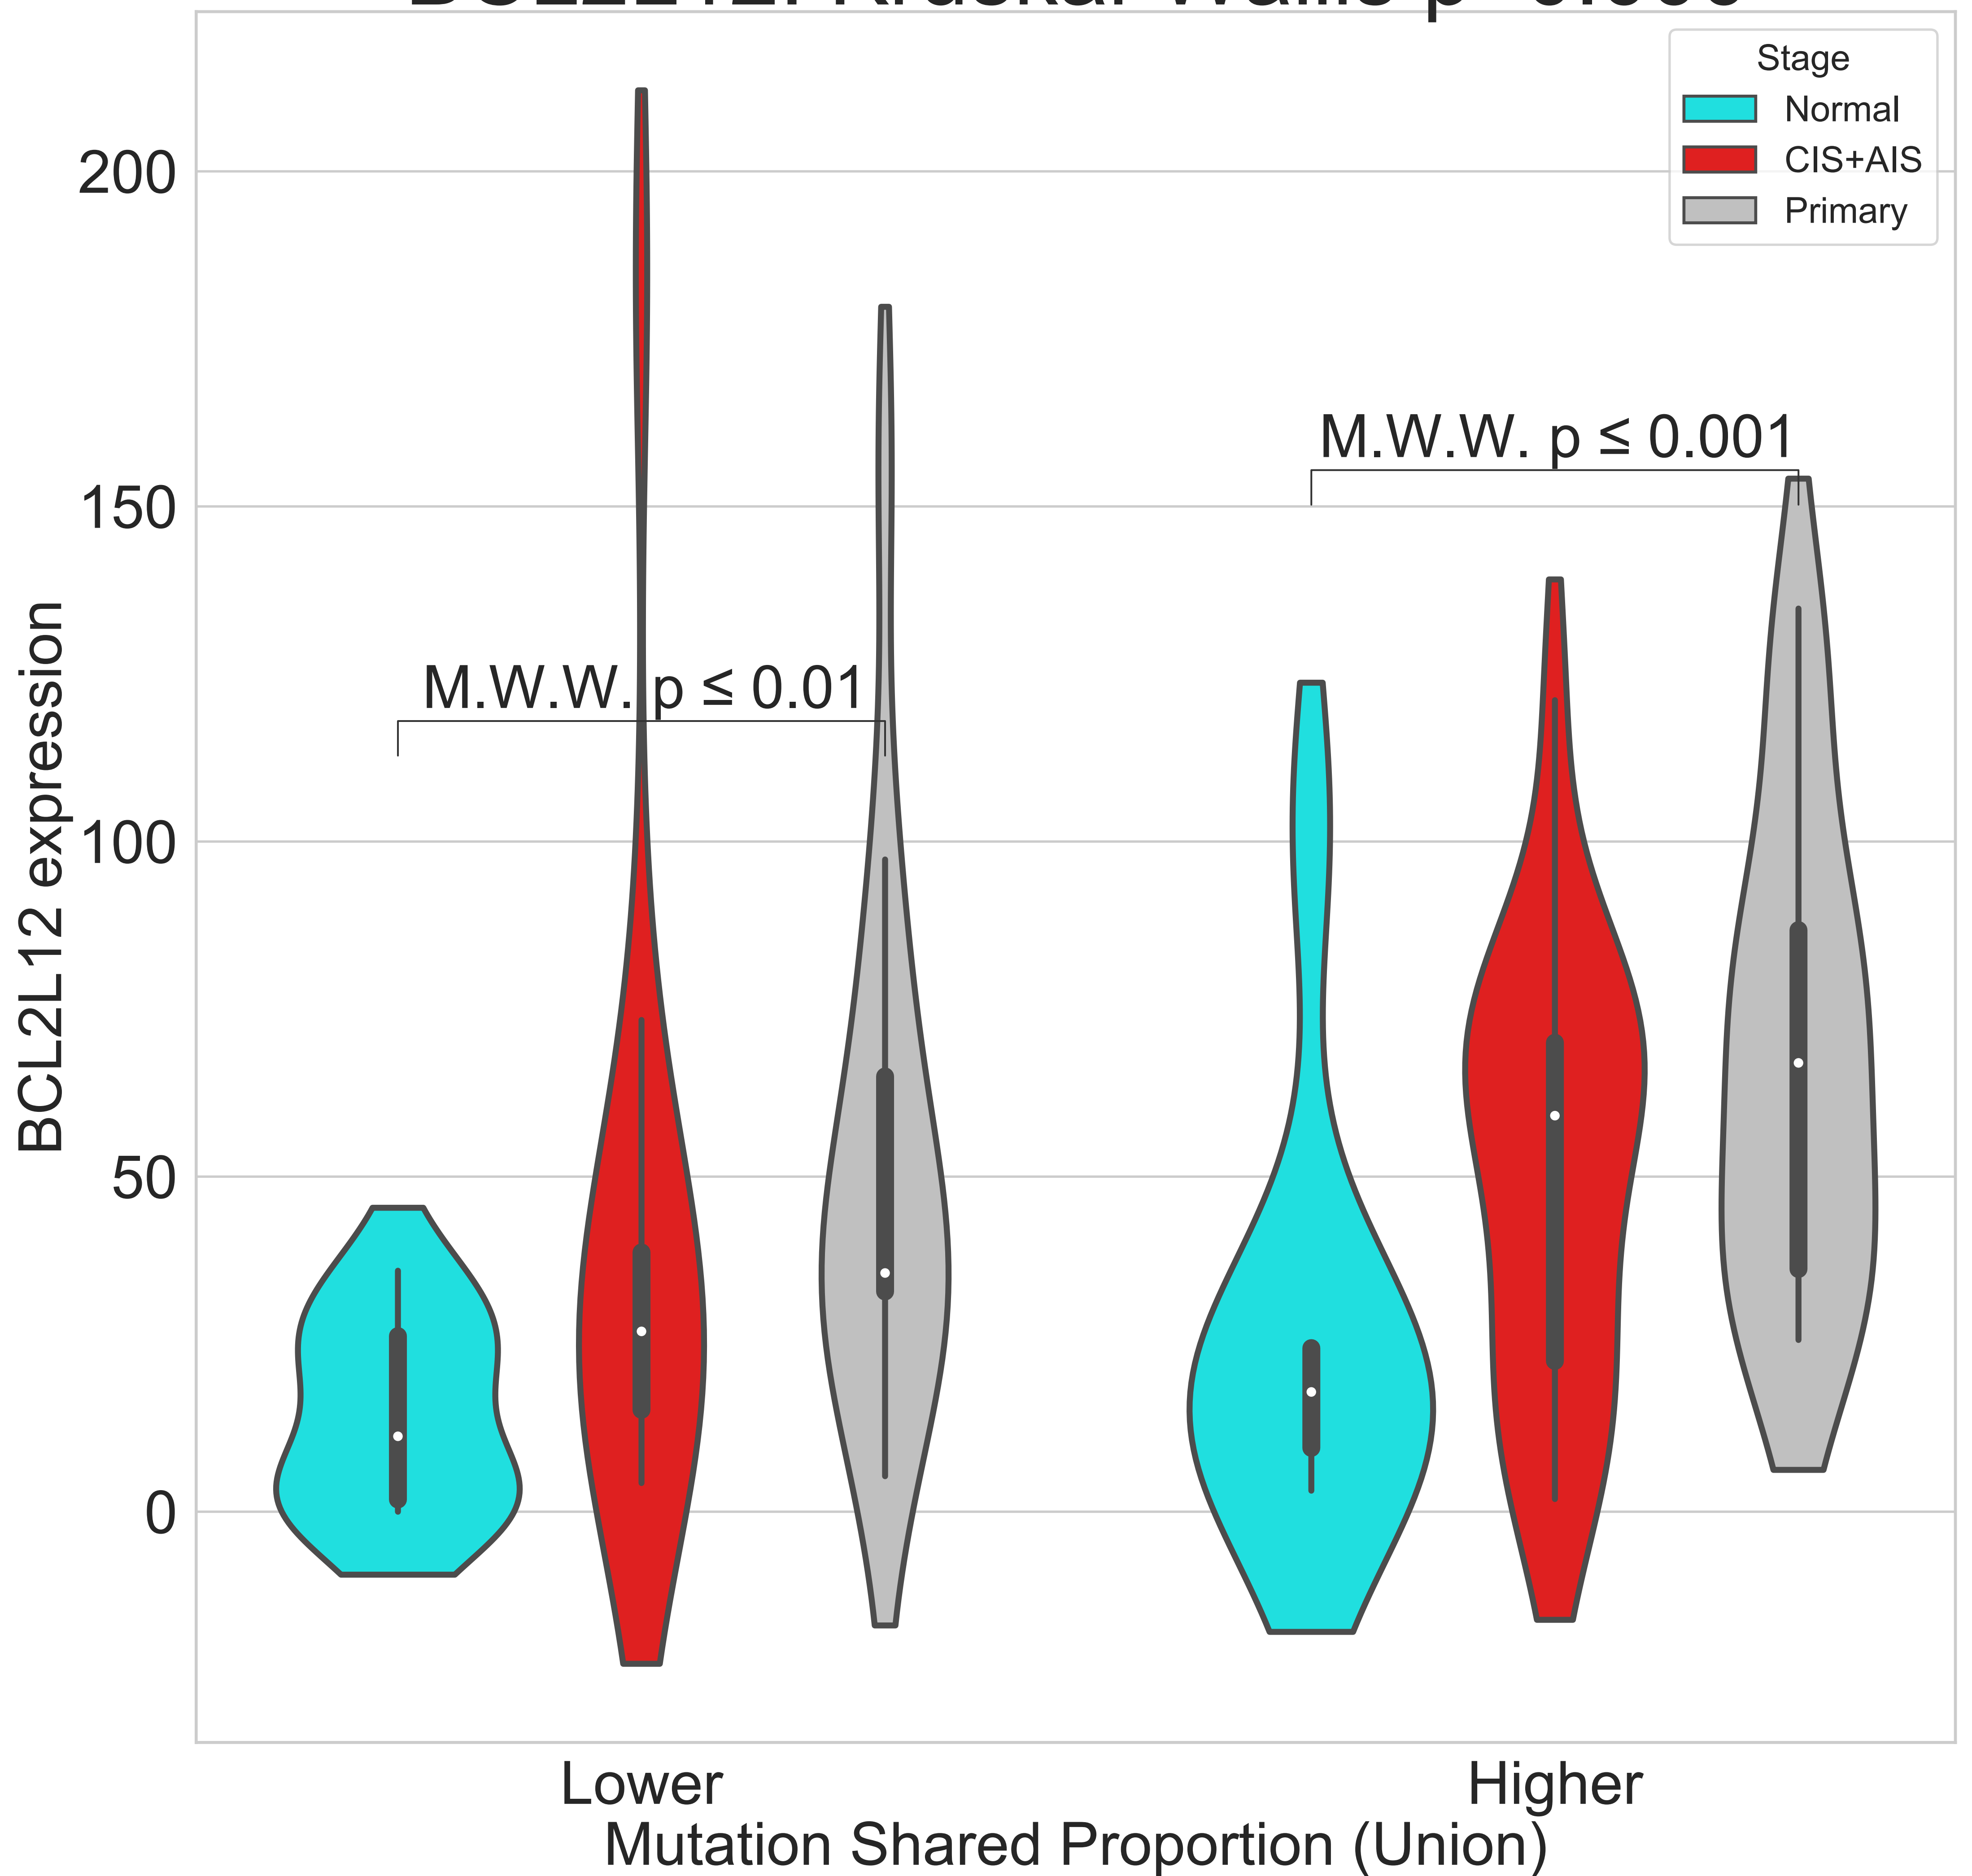 Stage
Normal
CIS+AIS
Primary
200
150
100
50
0
M.W.W. p ≤ 0.001
M.W.W. p ≤ 0.01
BCL2L12 expression
Lower
Higher
Mutation Shared Proportion (Union)